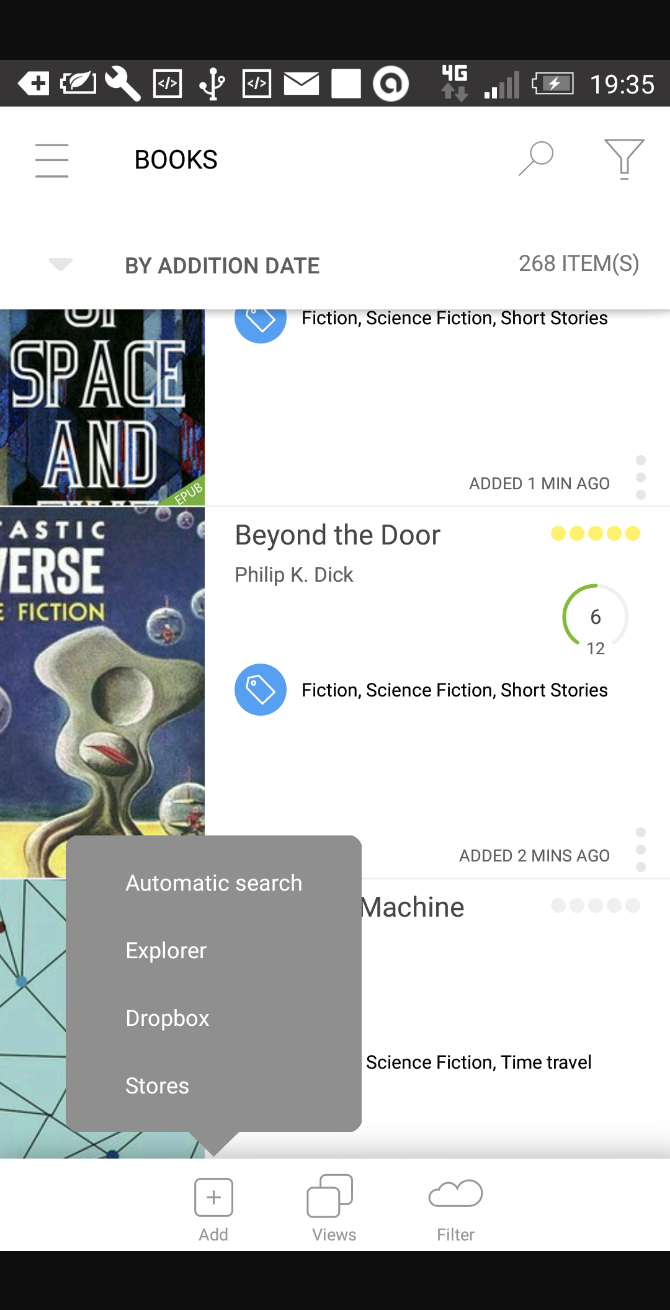 4G 19:35
BOOKS
BY ADDITION DATE 268 ITEM(S)
Fiction, Science Fiction, Short Stories
SPACE
AND
EPUB
ADDED 1 MIN AGO
TASTIC
VERSE
E FICTION
Beyond the Door
Philip K. Dick
6
12
Fiction, Science Fiction, Short Stories
ADDED 2 MINS AGO
Automatic search
Explorer
Dropbox
Stores
Machine
Science Fiction, Time travel
Add Views Filter